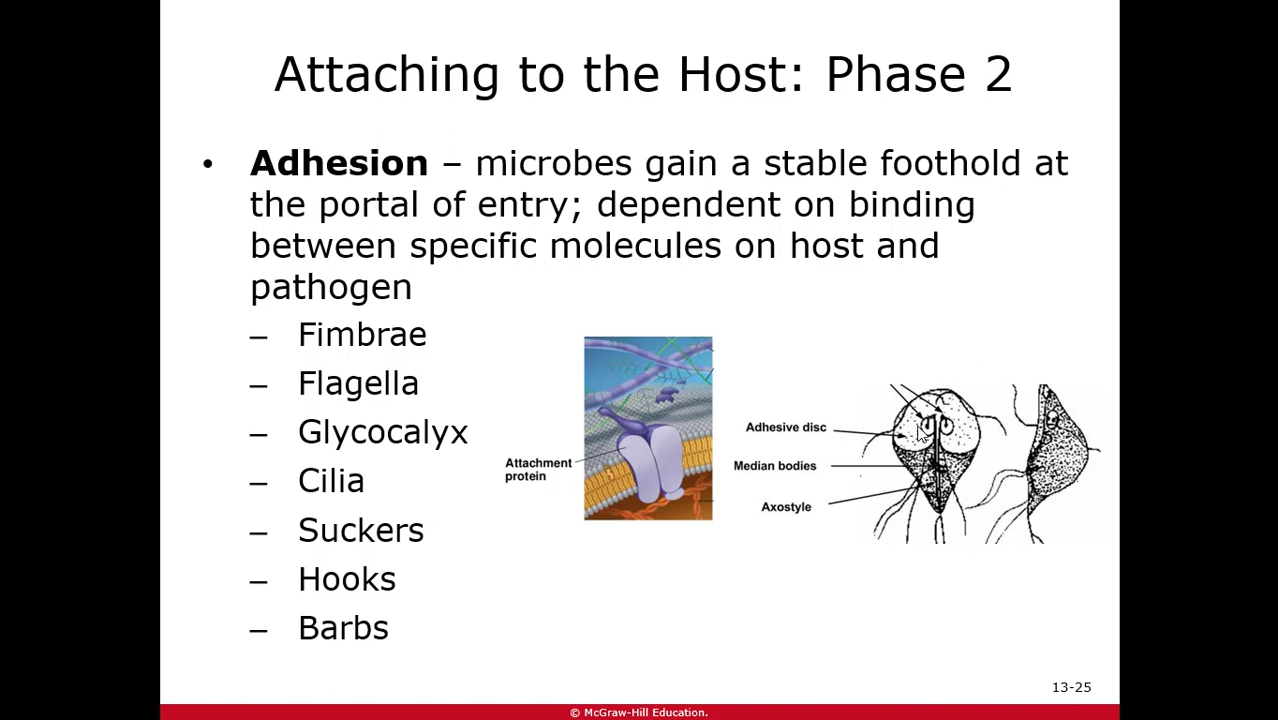 Attaching to the Host: Phase 2
• Adhesion – microbes gain a stable foothold at
the portal of entry; dependent on binding
between specific molecules on host and
pathogen
– Fimbrae
– Flagella
– Glycocalyx
– Cilia
– Suckers
– Hooks
– Barbs
Attachment
protein
Adhesive disc
Median bodies
Axostyle
13-25
© McGraw-Hill Education.